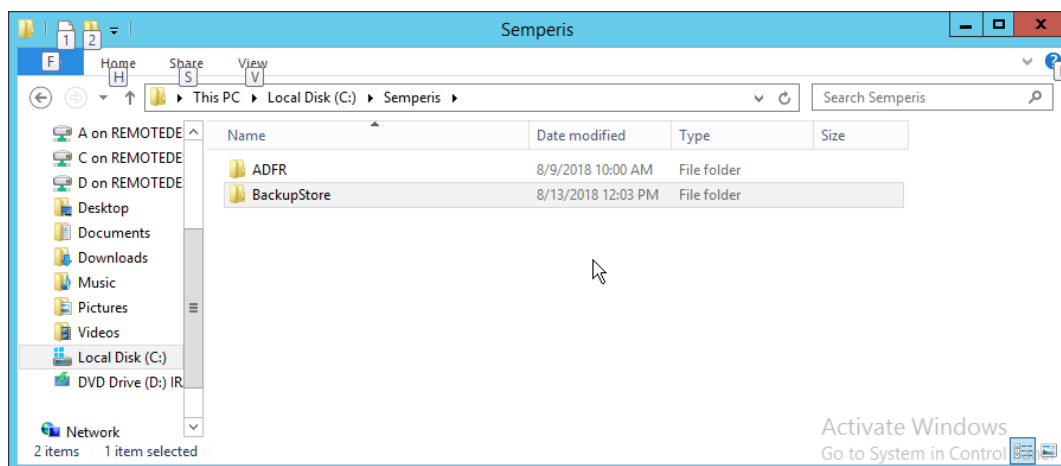 1 2 Semperis
F Home Share View
H S V
This PC Local Disk (C:) Semperis Search Semperis
A on REMOTEDE Name Date modified Type Size
C on REMOTEDE ADFR 8/9/2018 10:00 AM File folder
D on REMOTEDE BackupStore 8/13/2018 12:03 PM File folder
Desktop
Documents
Downloads
Music
Pictures
Videos
Local Disk (C:)
DVD Drive (D:) IR
Network
Activate Windows
2 items 1 item selected Go to System in Control